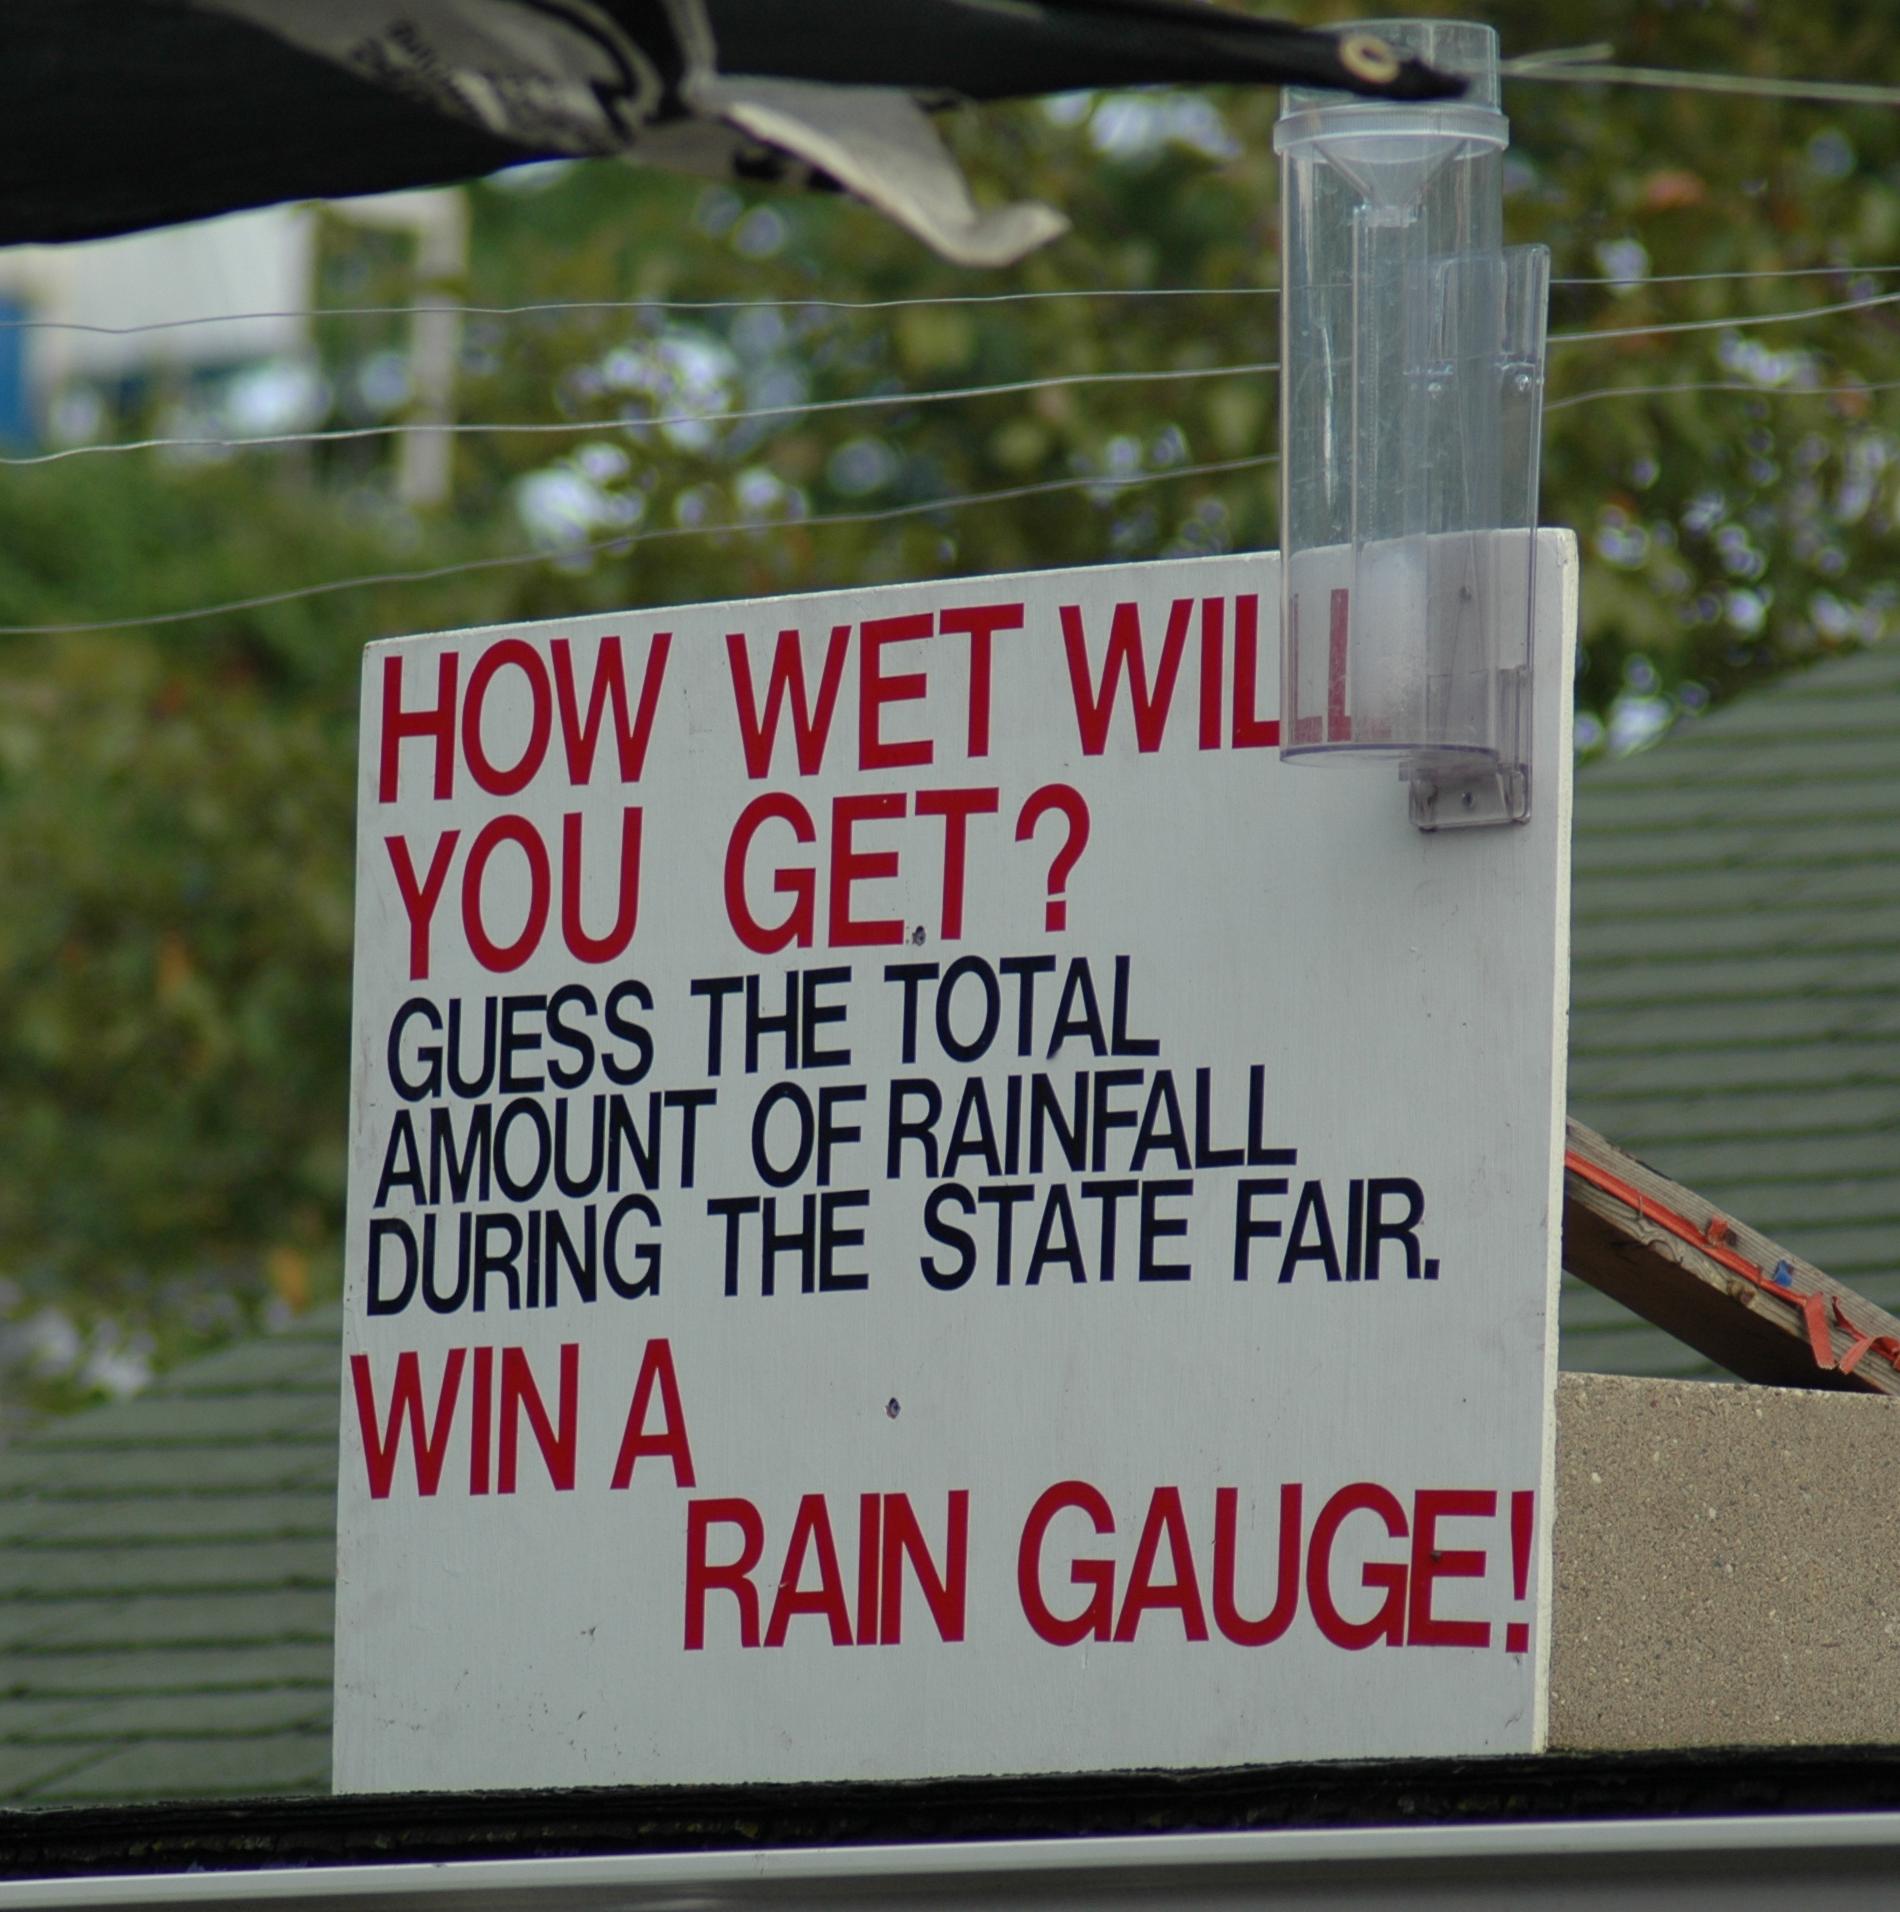 HOW WET WILL
YOU GET?
GUESS THE TOTAL
AMOUNT OF RAINFALL
DURING THE STATE FAIR.
WIN A
RAIN GAUGE!